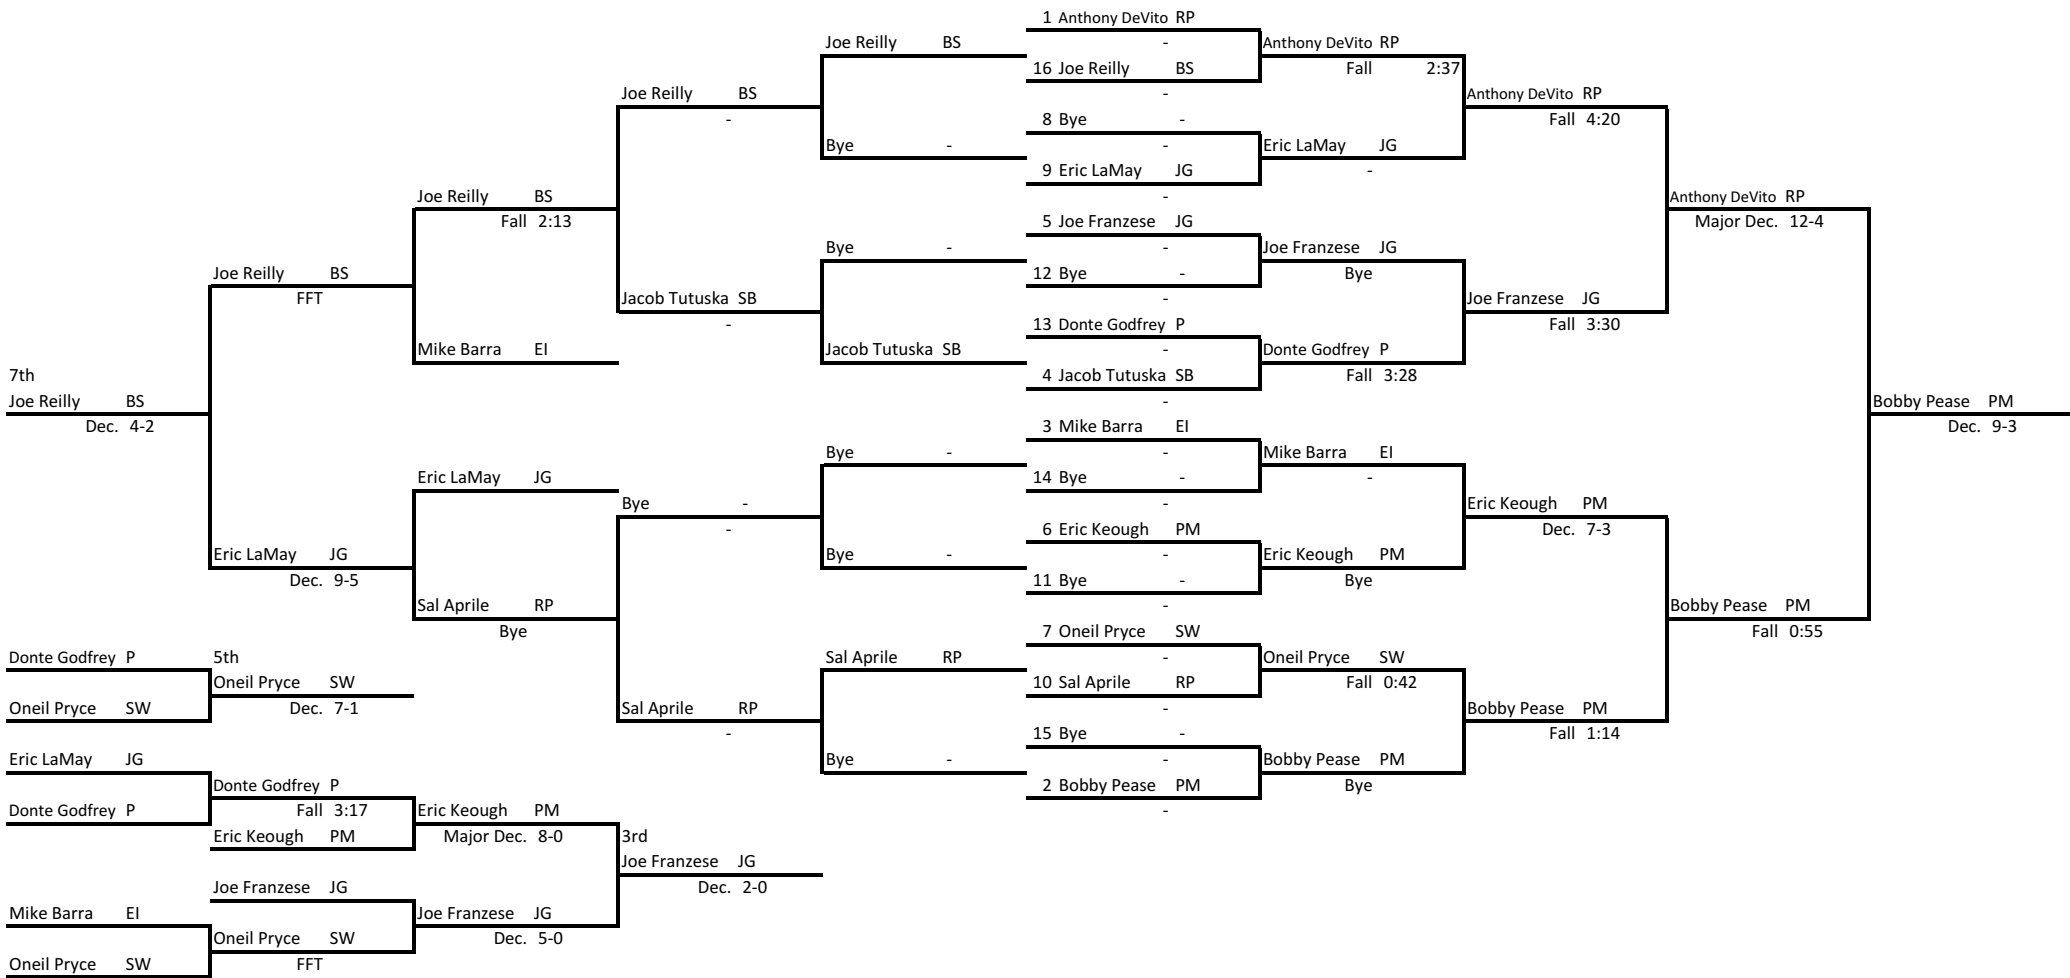 1 Anthony DeVito RP
Joe Reilly BS - Anthony DeVito RP
16 Joe Reilly BS Fall 2:37
Joe Reilly BS - Anthony DeVito RP
- 8 Bye - Fall 4:20
Bye - - Eric LaMay JG
9 Eric LaMay JG -
Joe Reilly BS - Anthony DeVito RP
Fall 2:13 5 Joe Franzese JG Major Dec. 12-4
Bye - - Joe Franzese JG
Joe Reilly BS 12 Bye - Bye
FFT Jacob Tutuska SB - Joe Franzese JG
- 13 Donte Godfrey P Fall 3:30
Mike Barra EI Jacob Tutuska SB - Donte Godfrey P
7th 4 Jacob Tutuska SB Fall 3:28
Joe Reilly BS - Bobby Pease PM
Dec. 4-2 3 Mike Barra EI Dec. 9-3
Bye - - Mike Barra EI
Eric LaMay JG 14 Bye - -
Bye - - Eric Keough PM
- 6 Eric Keough PM Dec. 7-3
Eric LaMay JG Bye - - Eric Keough PM
Dec. 9-5 11 Bye - Bye
Sal Aprile RP - Bobby Pease PM
Bye 7 Oneil Pryce SW Fall 0:55
Donte Godfrey P 5th Sal Aprile RP - Oneil Pryce SW
Oneil Pryce SW 10 Sal Aprile RP Fall 0:42
Oneil Pryce SW Dec. 7-1 Sal Aprile RP - Bobby Pease PM
- 15 Bye - Fall 1:14
Eric LaMay JG Bye - - Bobby Pease PM
Donte Godfrey P 2 Bobby Pease PM Bye
Donte Godfrey P Fall 3:17 Eric Keough PM -
Eric Keough PM Major Dec. 8-0 3rd
Joe Franzese JG
Joe Franzese JG Dec. 2-0
Mike Barra EI Joe Franzese JG
Oneil Pryce SW Dec. 5-0
Oneil Pryce SW FFT